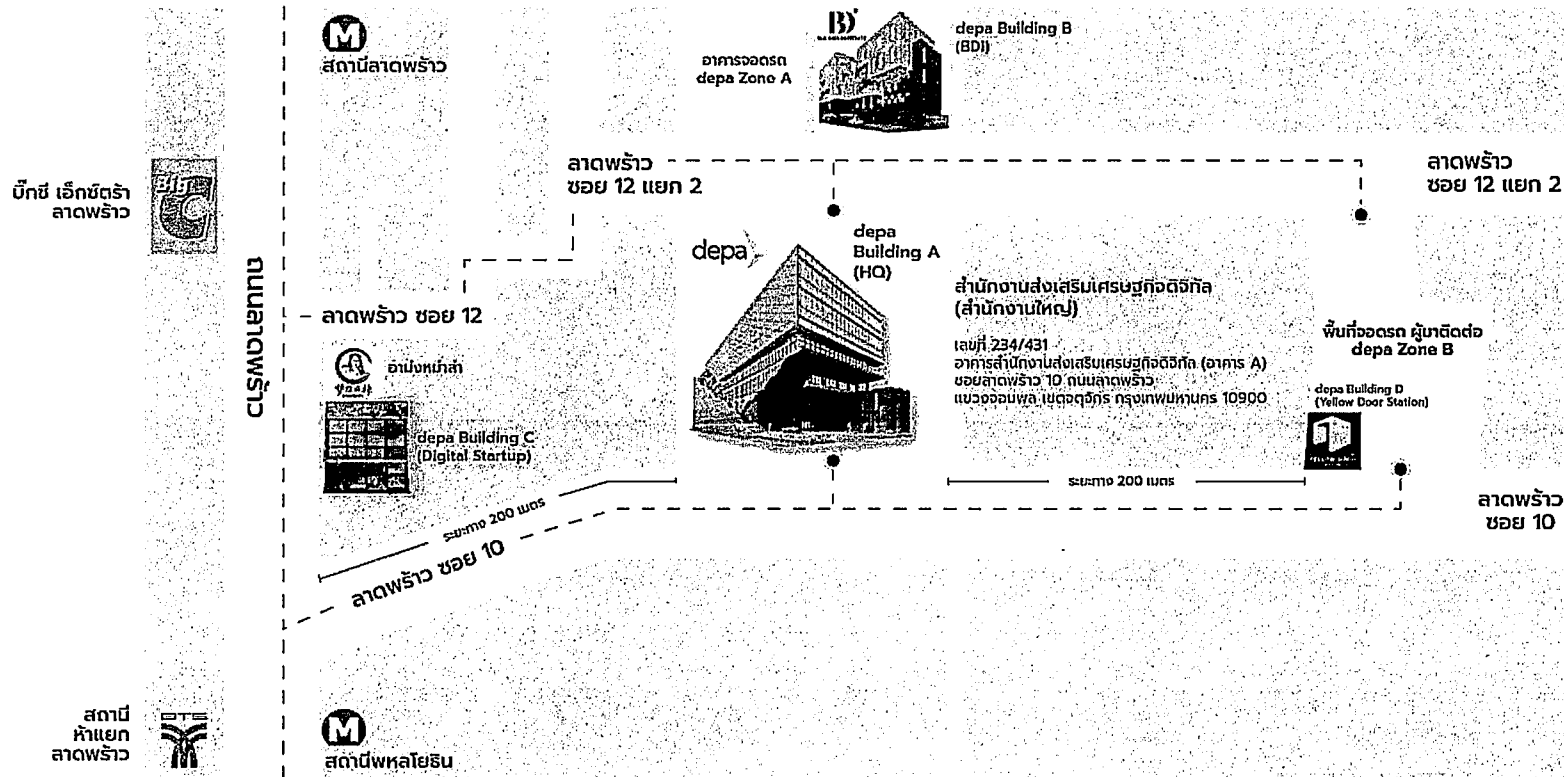 สถานีลาดพร้าว
อาคารจอดรถ
depa Zone A
BD
depa Building B
(BDI)
บิ๊กซี เอ็กซ์ตร้า
ลาดพร้าว
Big C
ลาดพร้าว
ซอย 12 แยก 2
ลาดพร้าว
ซอย 12 แยก 2
ถนนลาดพร้าว
ลาดพร้าว ซอย 12
depa
depa
Building A
(HQ)
สำนักงานส่งเสริมเศรษฐกิจดิจิทัล
(สำนักงานใหญ่)
เลขที่ 234/431
อาคารสำนักงานส่งเสริมเศรษฐกิจดิจิทัล (อาคาร A)
ซอยลาดพร้าว 10 ถนนลาดพร้าว
แขวงจอมพล เขตจตุจักร กรุงเทพมหานคร 10900
พื้นที่จอดรถ ผู้มาติดต่อ
depa Zone B
depa Building D
(Yellow Door Station)
อาม่งหม่าล่า
depa Building C
(Digital Startup)
ระยะทาง 200 เมตร
ลาดพร้าว ซอย 10
ระยะทาง 200 เมตร
ลาดพร้าว
ซอย 10
สถานี
ห้าแยก
ลาดพร้าว
M
สถานีพหลโยธิน